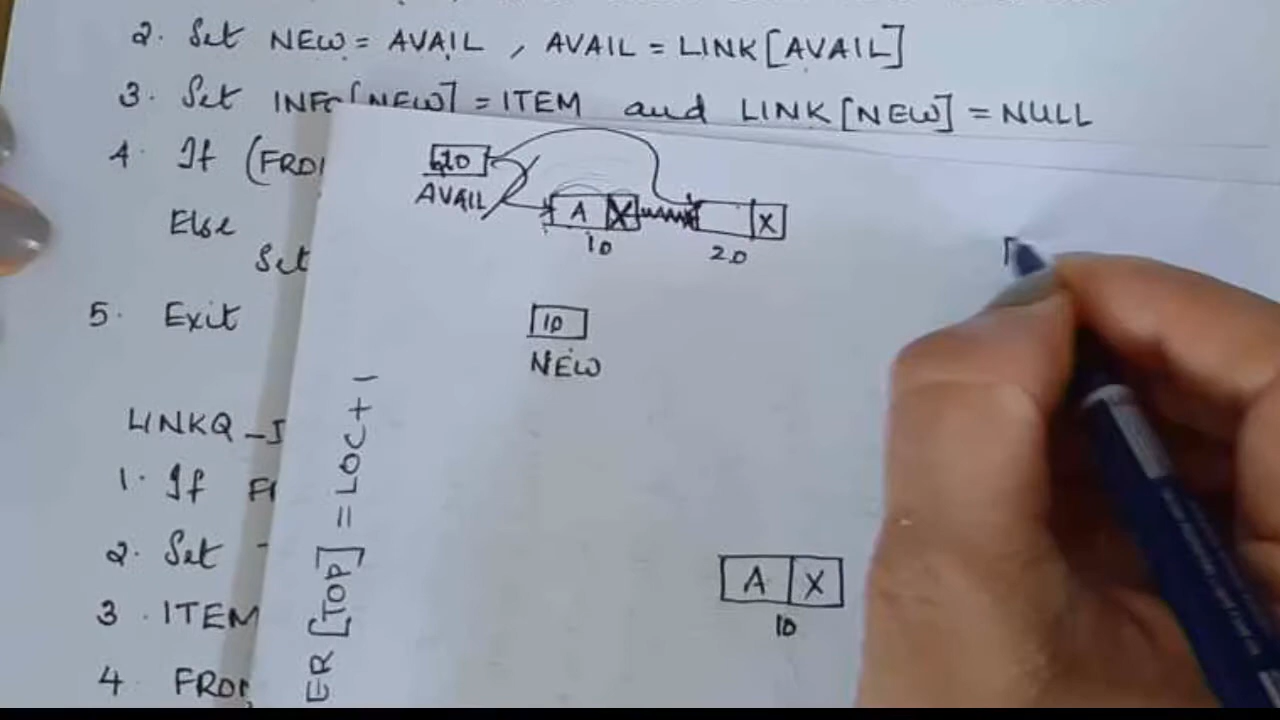 2. Set NEW = AVAIL , AVAIL = LINK[AVAIL]
3. Set INFO[NEW] = ITEM and LINK[NEW] = NULL
4. If (FRO
Else
Set
5. Exit
LINKQ_
1. If F
2. Set
3. ITEM
4 FRO
AVAIL
A X
10
20
X
10
NEW
ER[TOP] = LOC+1
A X
10